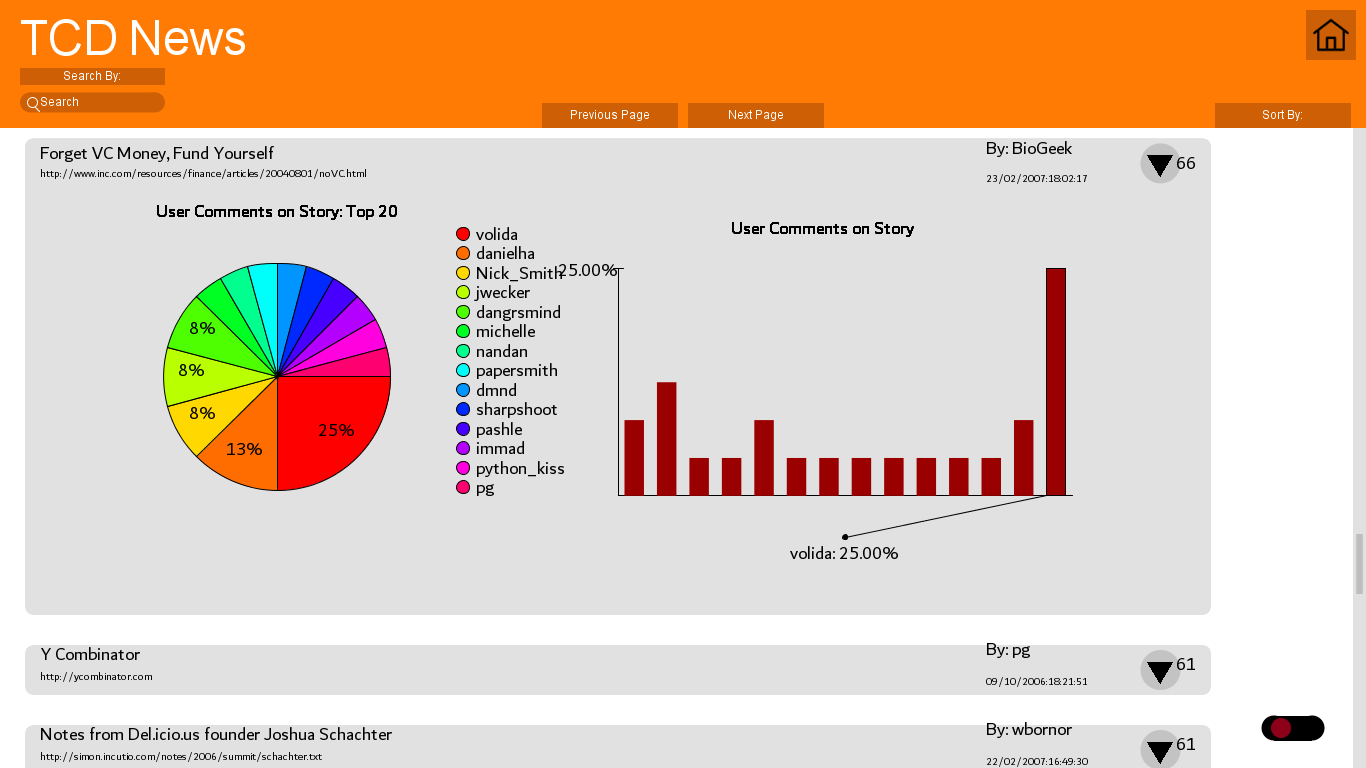 TCD News
Search By:
Search
Previous Page
Next Page
Sort By:
Forget VC Money, Fund Yourself
http://www.inc.com/resources/finance/articles/20040801/noVC.html
By: BioGeek
23/02/2007:18:02:17
66
User Comments on Story: Top 20
8%
8%
8%
13%
25%
volida
danielha
Nick_Smith
jwecker
dangrsmind
michelle
nandan
papersmith
dmnd
sharpshoot
pashle
immad
python_kiss
pg
User Comments on Story
25.00%
volida: 25.00%
Y Combinator
http://ycombinator.com
By: pg
09/10/2006:18:21:51
61
Notes from Del.icio.us founder Joshua Schachter
http://simon.incutio.com/notes/2006/summit/schachter.txt
By: wbornor
22/02/2007:16:49:30
61